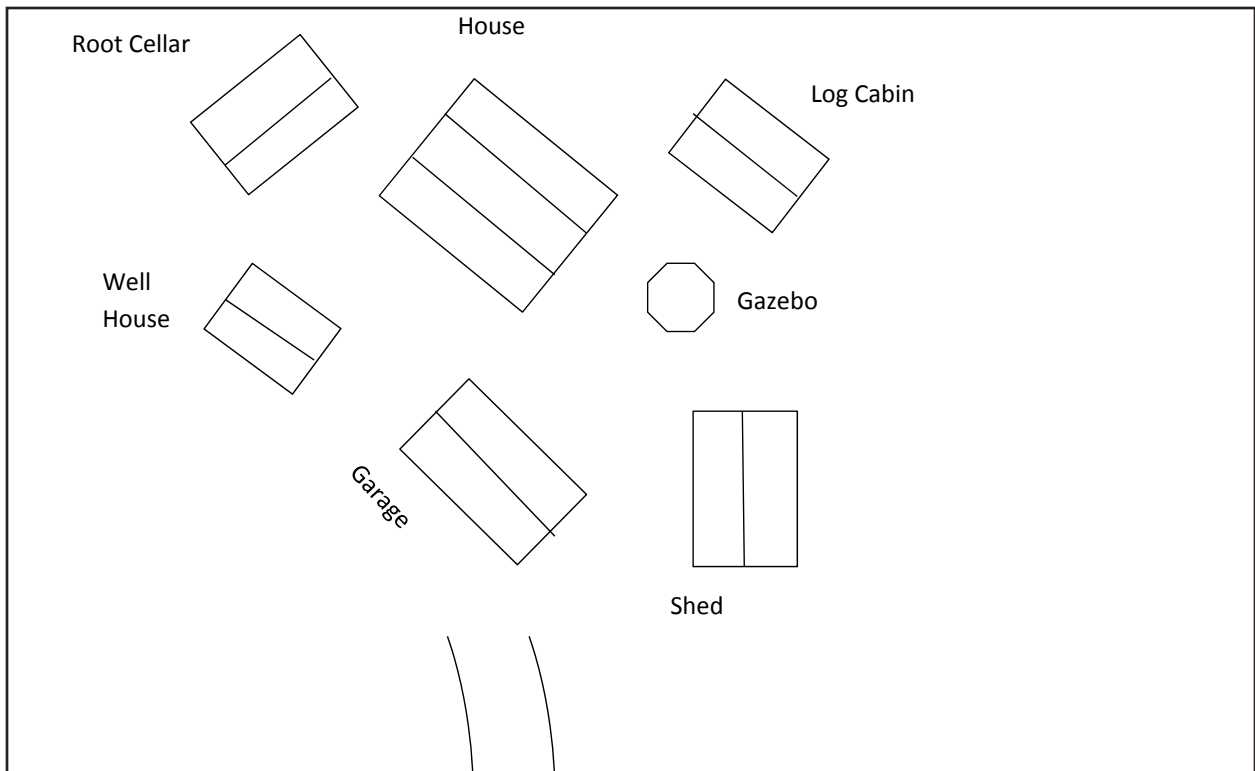 House
Root Cellar
Log Cabin
Well
House
Gazebo
Garage
Shed